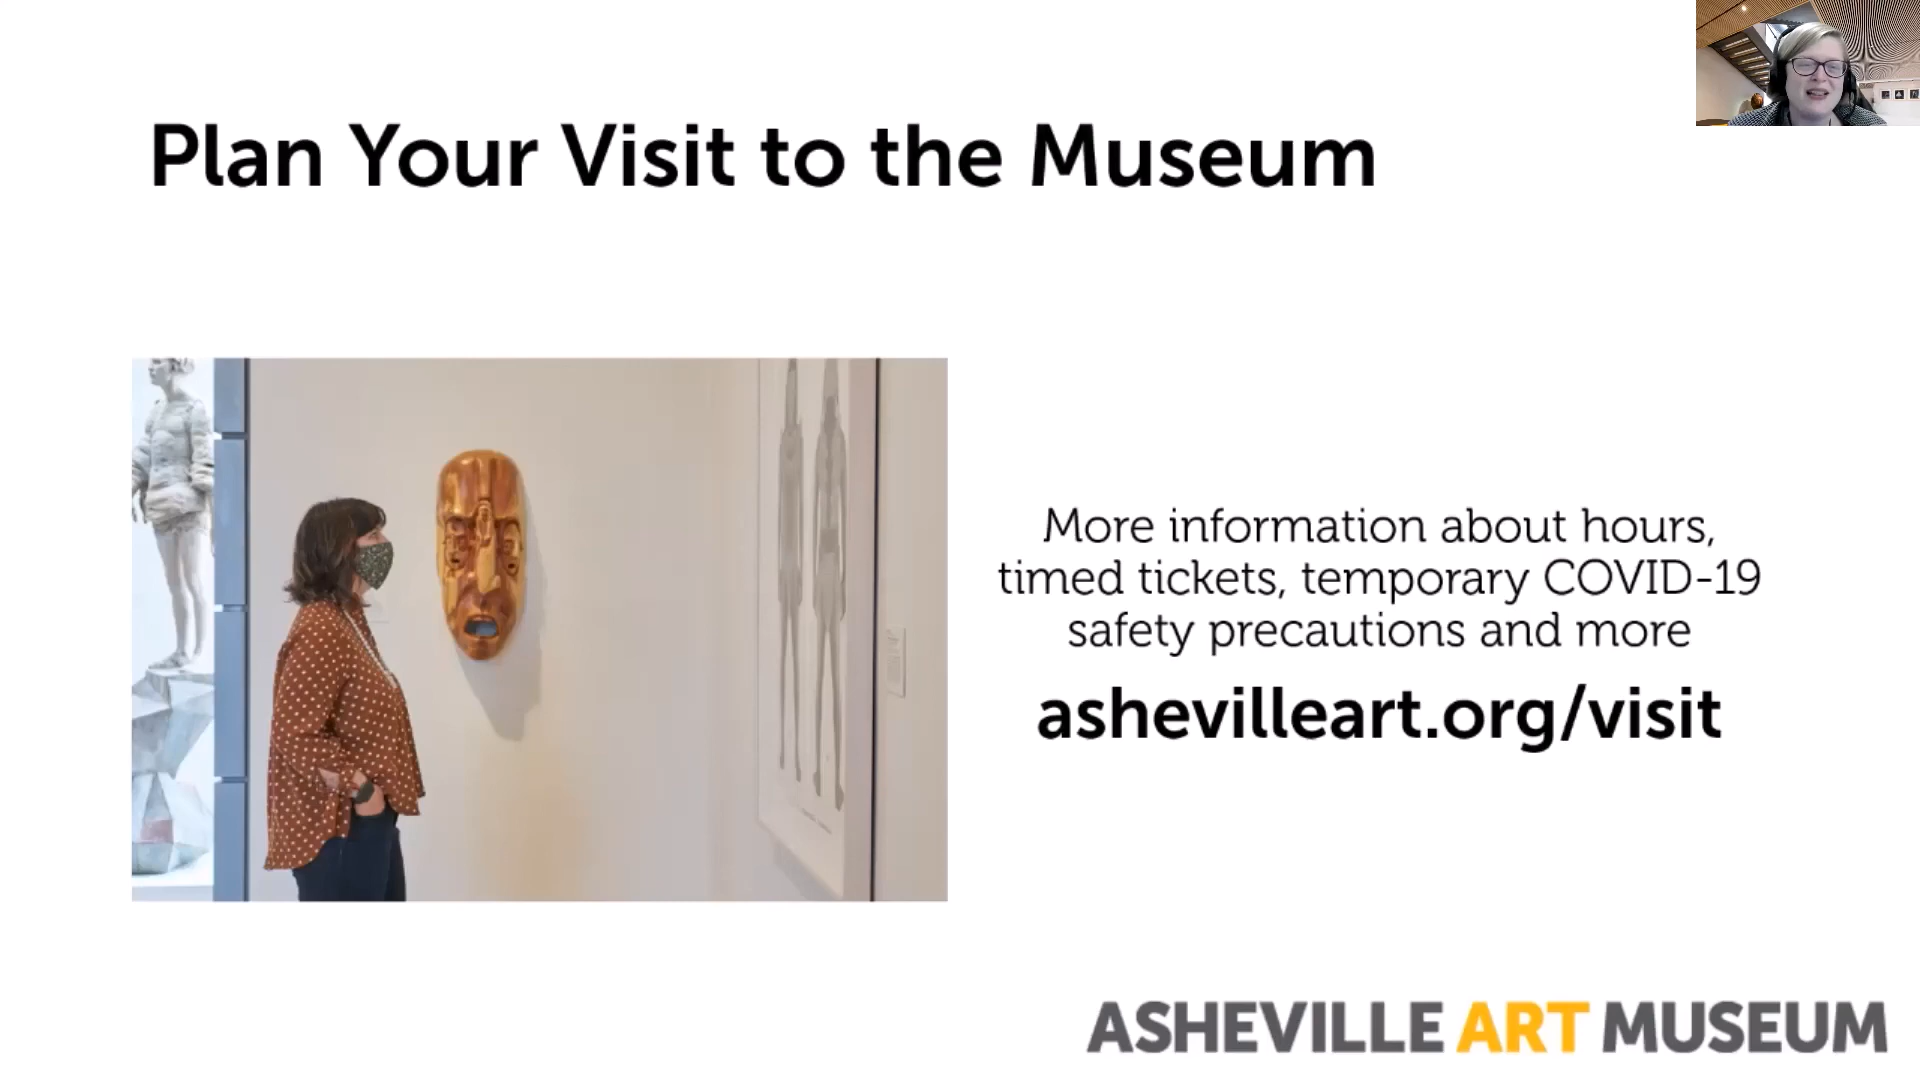 Plan Your Visit to the Museum
More information about hours,
timed tickets, temporary COVID-19
safety precautions and more
ashevilleart.org/visit
ASHEVILLE ART MUSEUM